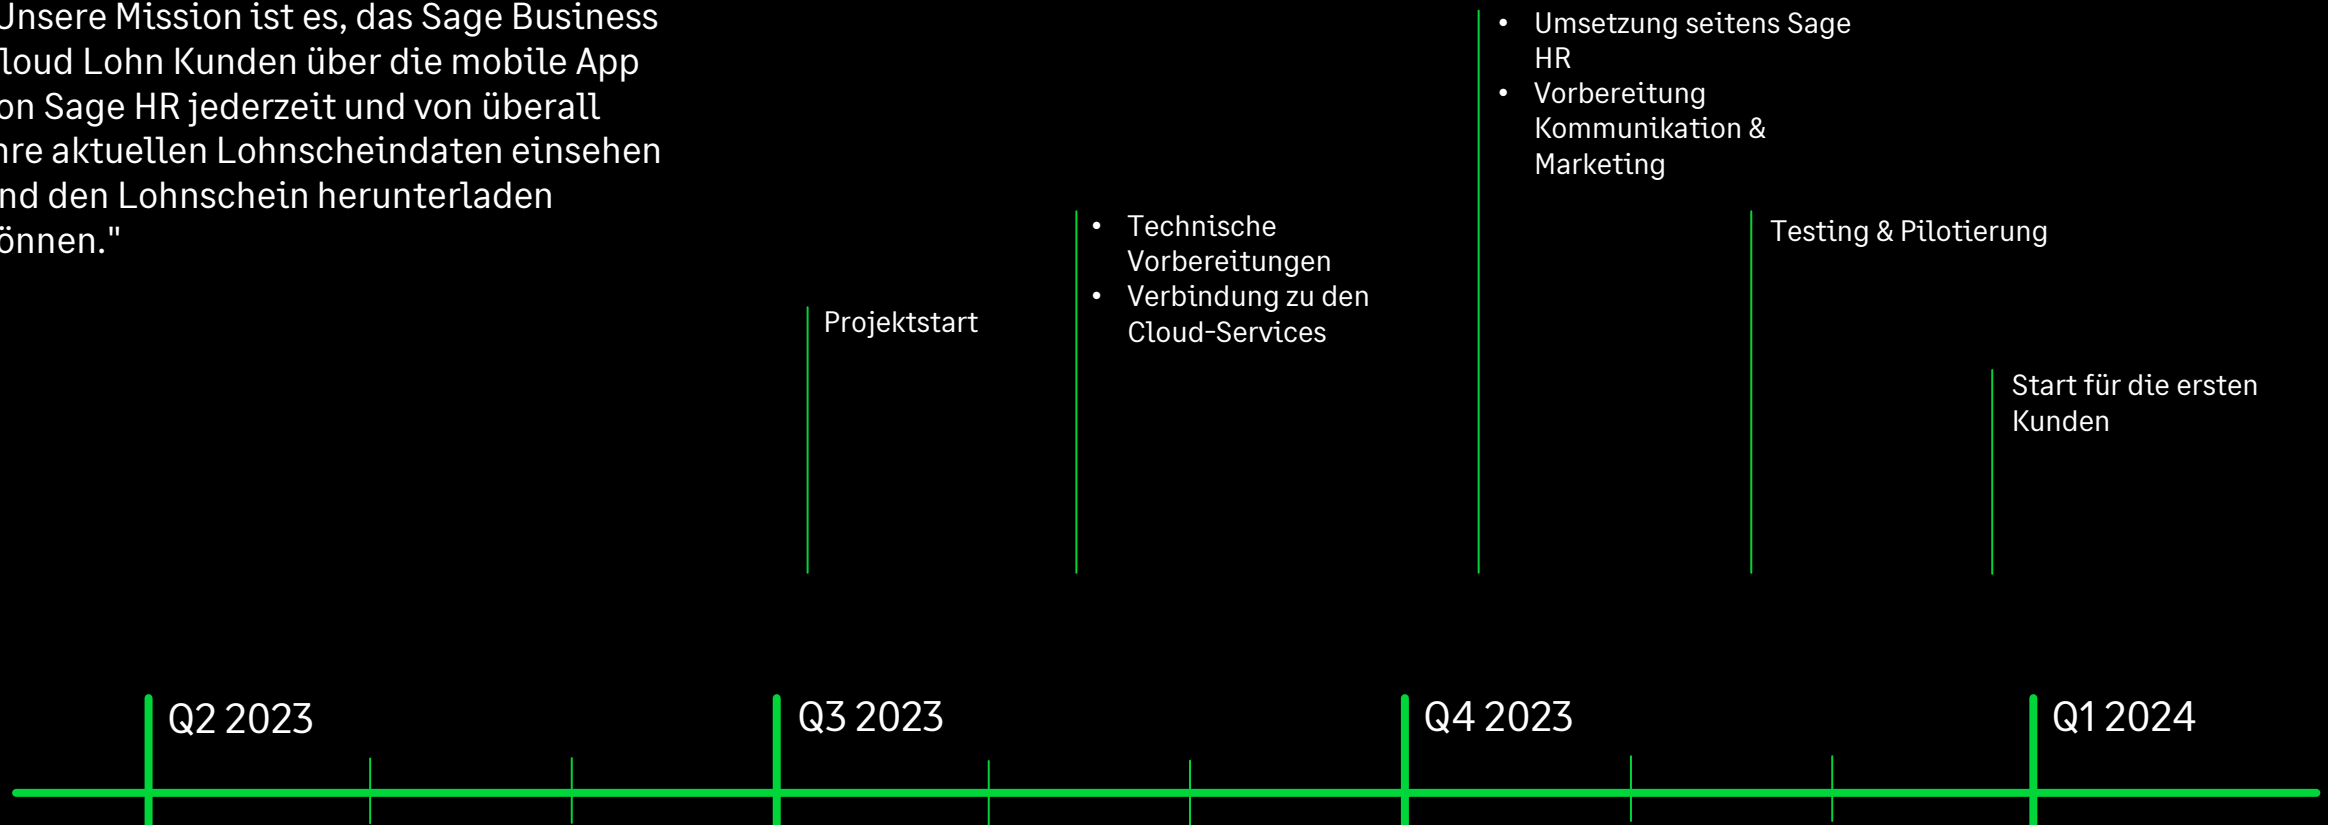 Unsere Mission ist es, das Sage Business
loud Lohn Kunden über die mobile App
on Sage HR jederzeit und von überall
hre aktuellen Lohnscheindaten einsehen
nd den Lohnschein herunterladen
önnen."
• Umsetzung seitens Sage
HR
• Vorbereitung
Kommunikation &
Marketing
• Technische
Vorbereitungen
• Verbindung zu den
Cloud-Services
Testing & Pilotierung
Projektstart
Start für die ersten
Kunden
Q2 2023
Q3 2023
Q4 2023
Q1 2024